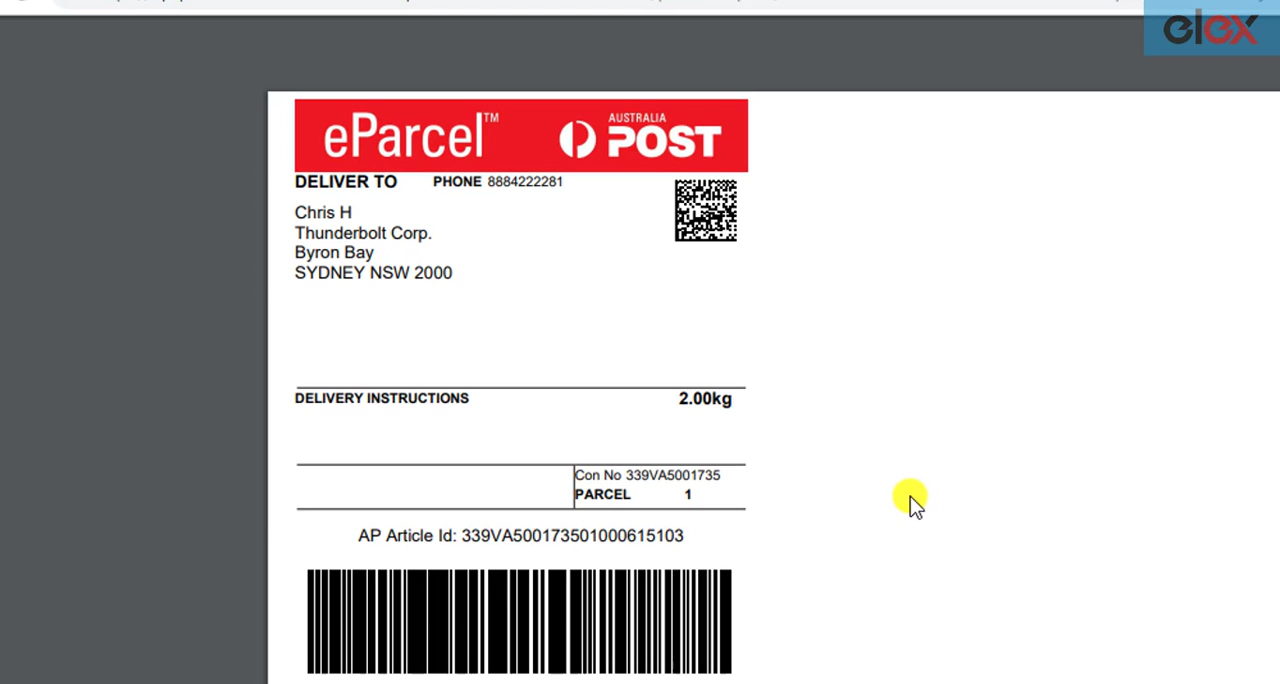 elex
eParcel™ AUSTRALIA POST
DELIVER TO PHONE 8884222281
Chris H
Thunderbolt Corp.
Byron Bay
SYDNEY NSW 2000
DELIVERY INSTRUCTIONS 2.00kg
Con No 339VA5001735
PARCEL 1
AP Article Id: 339VA500173501000615103